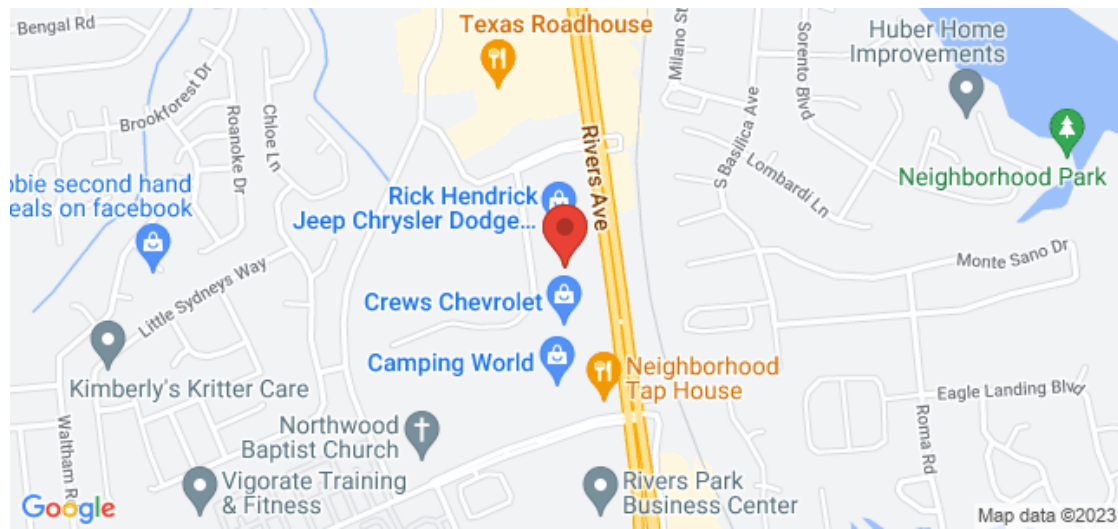 Bengal Rd
Texas Roadhouse
Milano St
Sorento Blvd
Huber Home
Improvements
Brookforest Dr
Roanoke Dr
Chloe Ln
Rivers Ave
S Basilica Ave
Lombardi Ln
Neighborhood Park
obie second hand
eals on facebook
Rick Hendrick
Jeep Chrysler Dodge...
Little Sydneys Way
Monte Sano Dr
Crews Chevrolet
Camping World
Kimberly's Kritter Care
Neighborhood
Tap House
Eagle Landing Blvd
Northwood
Baptist Church
Waltham Rd
Roma Rd
Vigorate Training
& Fitness
Rivers Park
Business Center
Google
Map data ©2023